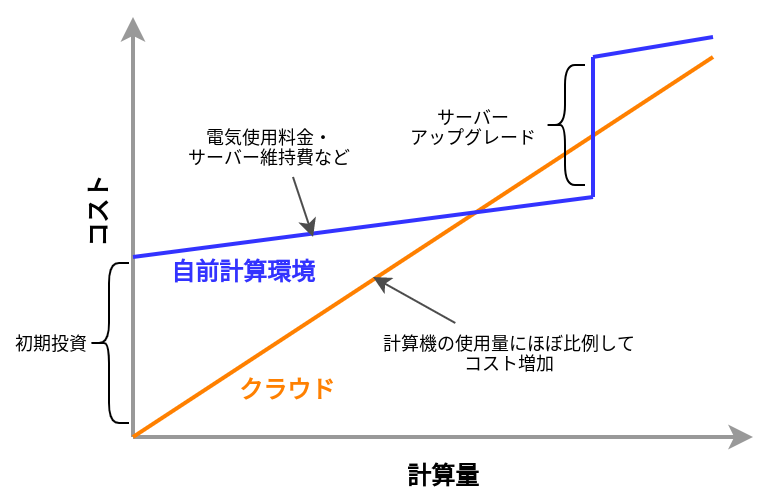 サーバー
アップグレード
電気使用料金・
サーバー維持費など
コスト
自前計算環境
初期投資
計算機の使用量にほぼ比例して
コスト増加
クラウド
計算量